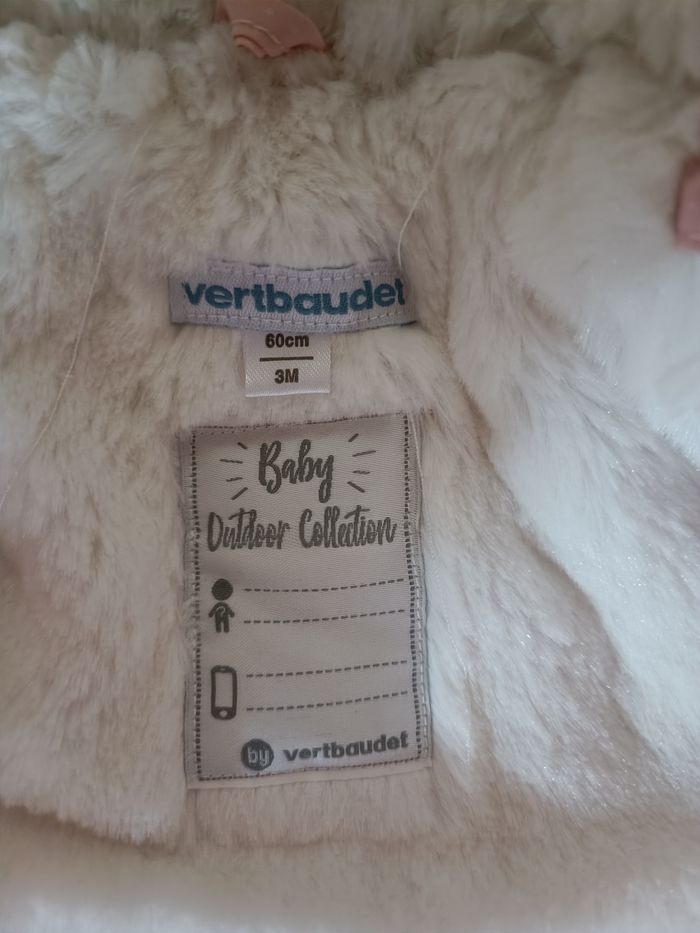 vertbaudet
60cm
3M
Baby
Outdoor Collection
by vertbaudet